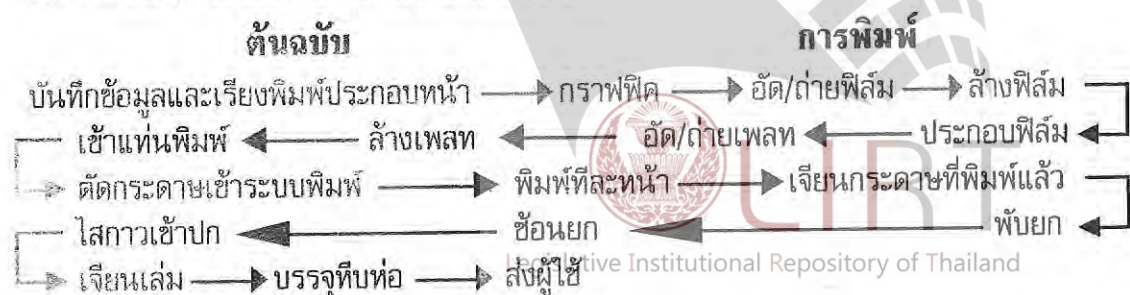 ต้นฉบับ การพิมพ์
บันทึกข้อมูลและเรียงพิมพ์ประกอบหน้า กราฟฟิค อัด/ถ่ายฟิล์ม ล้างฟิล์ม
เข้าแท่นพิมพ์ ล้างเพลท อัด/ถ่ายเพลท ประกอบฟิล์ม
ตัดกระดาษเข้าระบบพิมพ์ พิมพ์ทีละหน้า เจียนกระดาษที่พิมพ์แล้ว
ไสกาวเข้าปก ซ้อนยก พับยก
เจียนเล่ม บรรจุหีบห่อ ส่งผู้ใช้
LIRT
Legislative Institutional Repository of Thailand